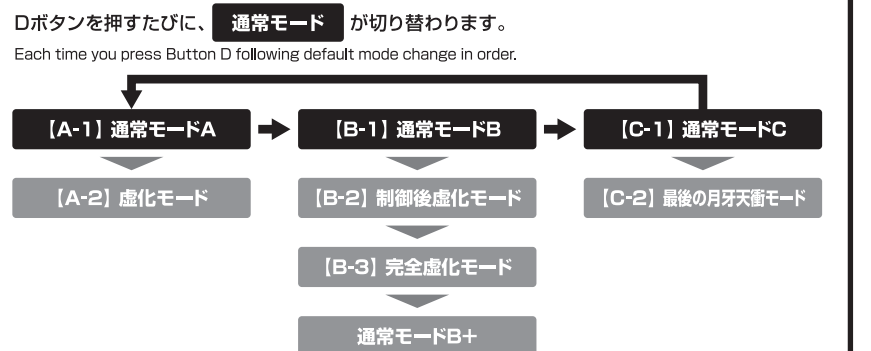 Dボタンを押すたびに、 通常モード が切り替わります。
Each time you press Button D following default mode change in order.
【A-1】通常モードA
【B-1】通常モードB
【C-1】通常モードC
【A-2】虚化モード
【B-2】制御後虚化モード
【C-2】最後の月牙天衝モード
【B-3】完全虚化モード
通常モードB+